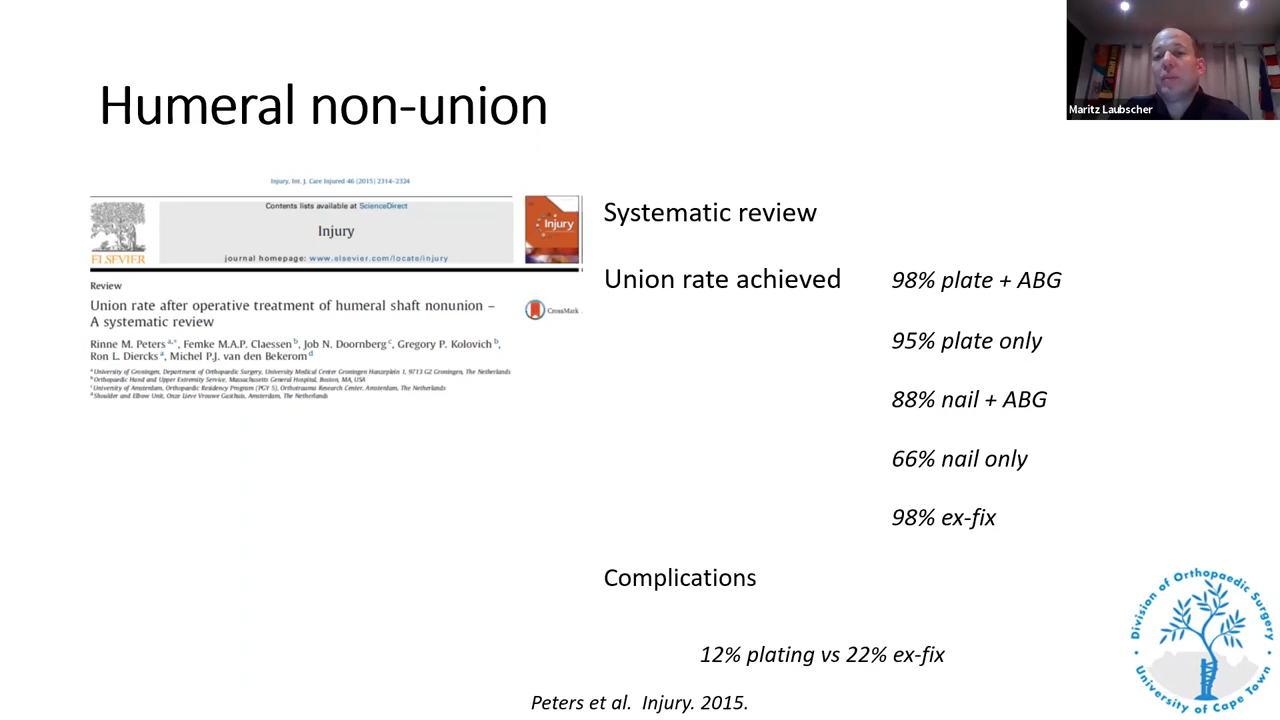 Maritz Laubscher
Humeral non-union
Injury, Int. J. Care Injured 46 (2015) 2314–2324
Contents lists available at ScienceDirect
Injury
journal homepage: www.elsevier.com/locate/injury
ELSEVIER
Injury
Review
Union rate after operative treatment of humeral shaft nonunion –
A systematic review
CrossMark
Rinne M. Peters a,*, Femke M.A.P. Claessen b, Job N. Doornberg c, Gregory P. Kolovich b,
Ron L. Diercks a, Michel P.J. van den Bekerom d
a University of Groningen, Department of Orthopaedic Surgery, University Medical Center Groningen Hanzeplein 1, 9713 GZ Groningen, The Netherlands
b Orthopaedic Hand and Upper Extremity Service, Massachusetts General Hospital, Boston, MA, USA
c University of Amsterdam, Orthopaedic Residency Program (PGY 5), Orthotrauma Research Center, Amsterdam, The Netherlands
d Shoulder and Elbow Unit, Onze Lieve Vrouwe Gasthuis, Amsterdam, The Netherlands
Systematic review
Union rate achieved 98% plate + ABG
95% plate only
88% nail + ABG
66% nail only
98% ex-fix
Complications
12% plating vs 22% ex-fix
Peters et al. Injury. 2015.
Division of Orthopaedic Surgery
University of Cape Town